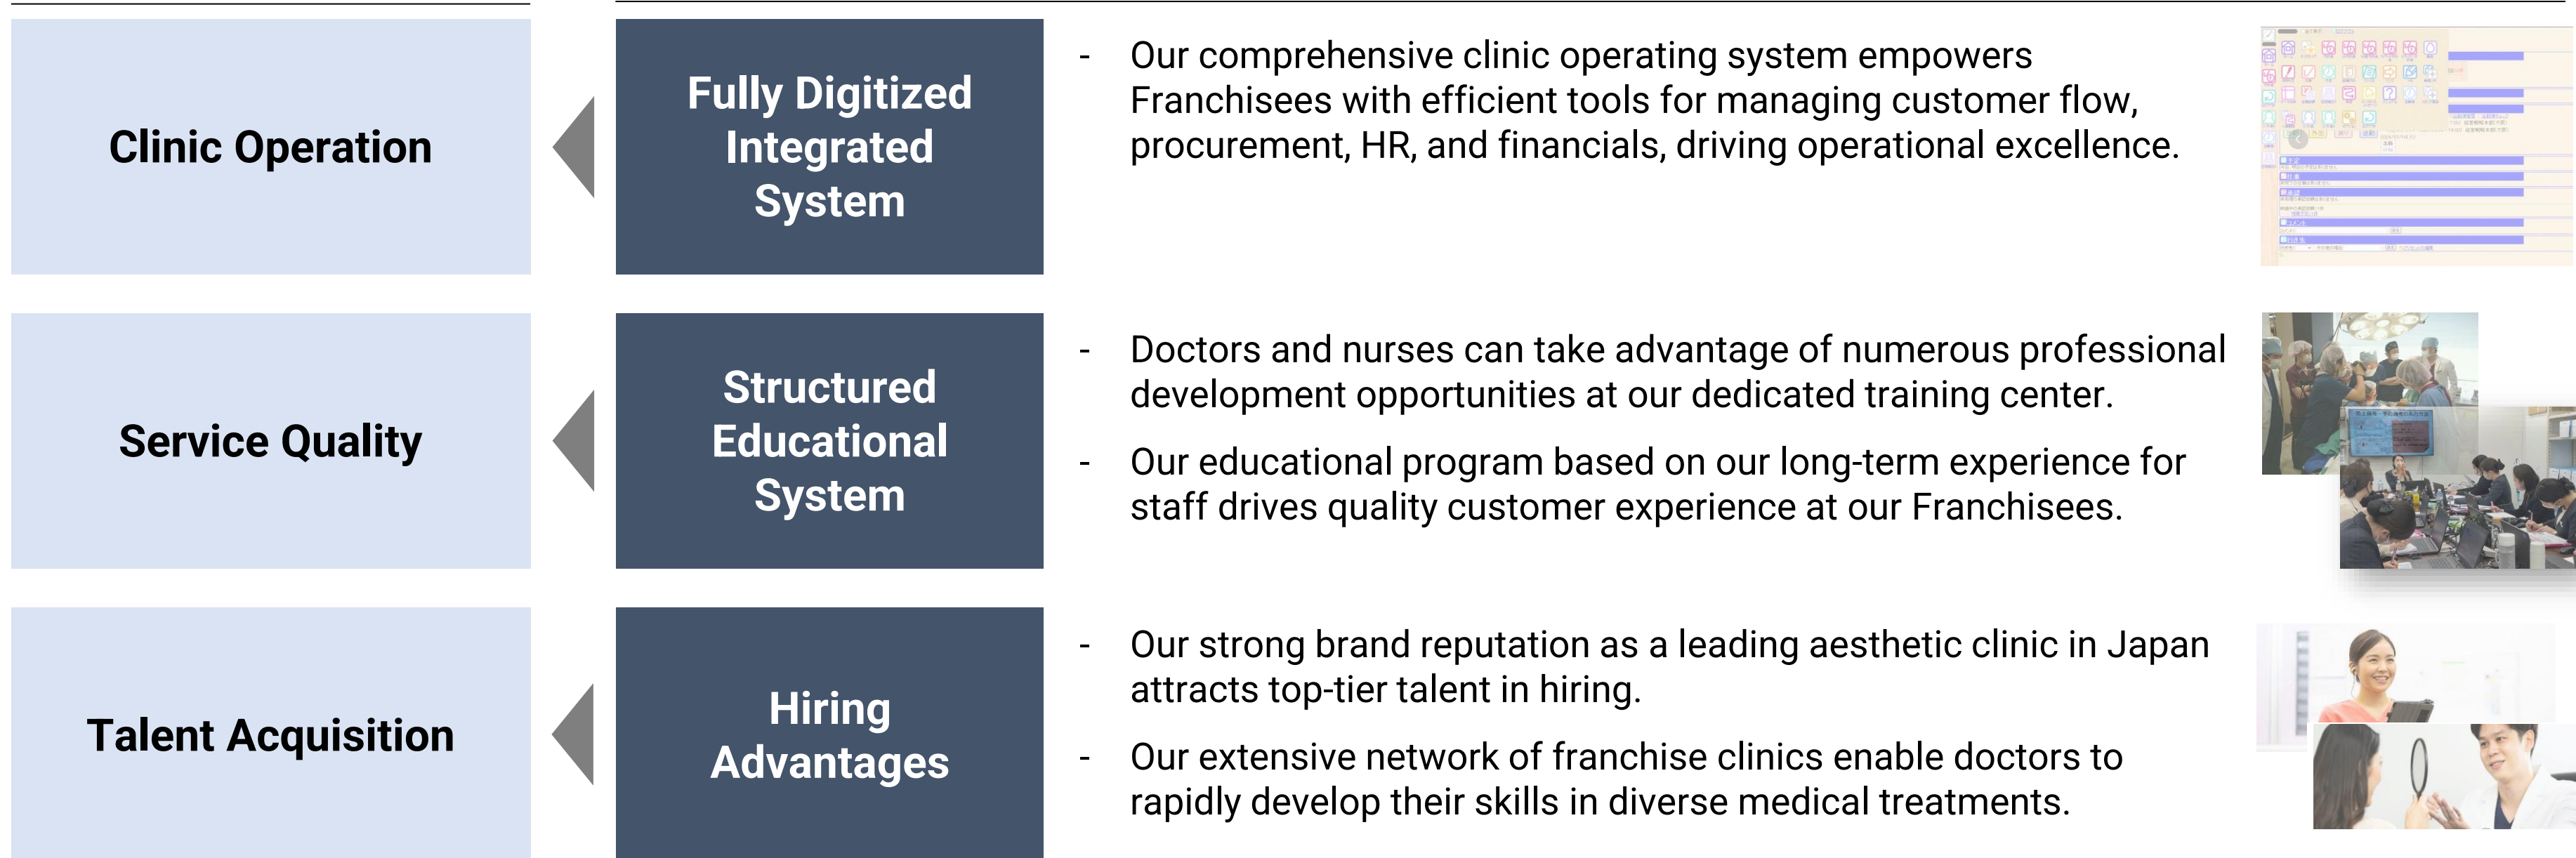 Clinic Operation
Fully Digitized
Integrated
System
- Our comprehensive clinic operating system empowers
Franchisees with efficient tools for managing customer flow,
procurement, HR, and financials, driving operational excellence.
Service Quality
Structured
Educational
System
- Doctors and nurses can take advantage of numerous professional
development opportunities at our dedicated training center.
- Our educational program based on our long-term experience for
staff drives quality customer experience at our Franchisees.
Talent Acquisition
Hiring
Advantages
- Our strong brand reputation as a leading aesthetic clinic in Japan
attracts top-tier talent in hiring.
- Our extensive network of franchise clinics enable doctors to
rapidly develop their skills in diverse medical treatments.